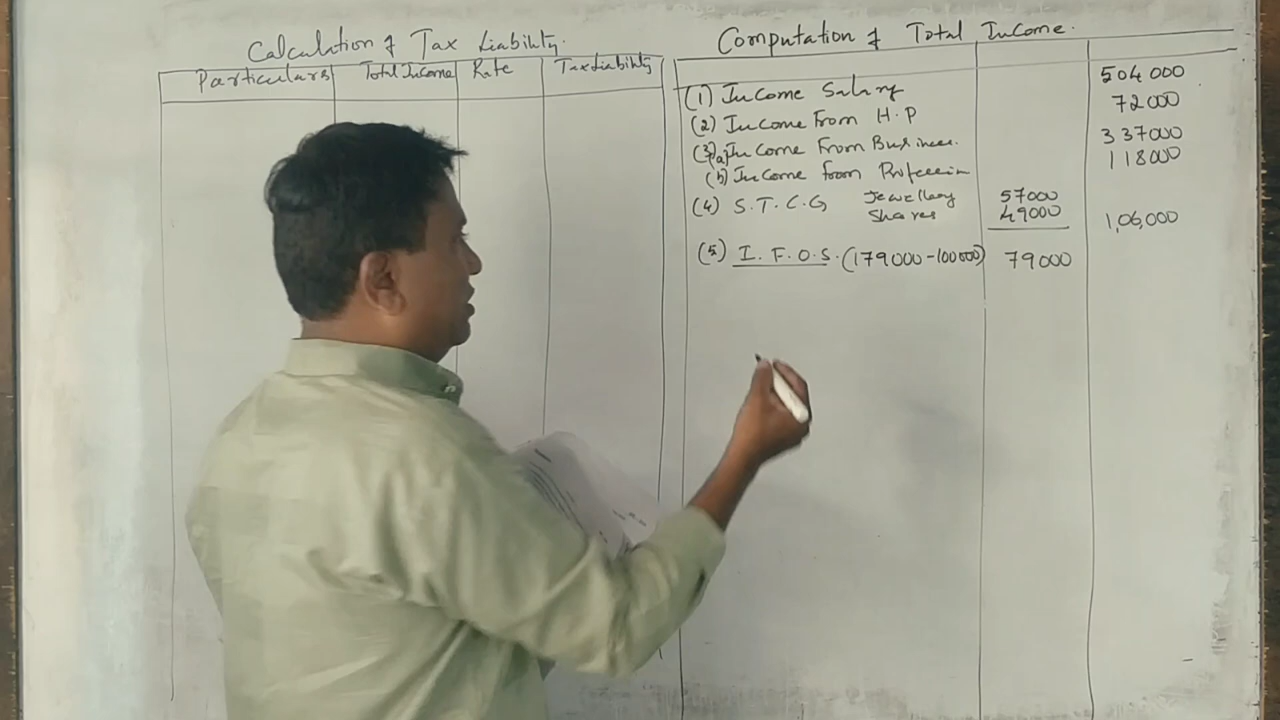 Calculation of Tax Liability.
Particulars Total Income Rate Tax Liability
Computation of Total Income.
(1) Income Salary 504000
(2) Income From H.P 72000
(3) (a) Income From Business. 337000
(b) Income from Profession 118000
(4) S.T.C.G Jewellary 57000
Shares 49000 1,06,000
(5) I.F.O.S. (179000-100000) 79000